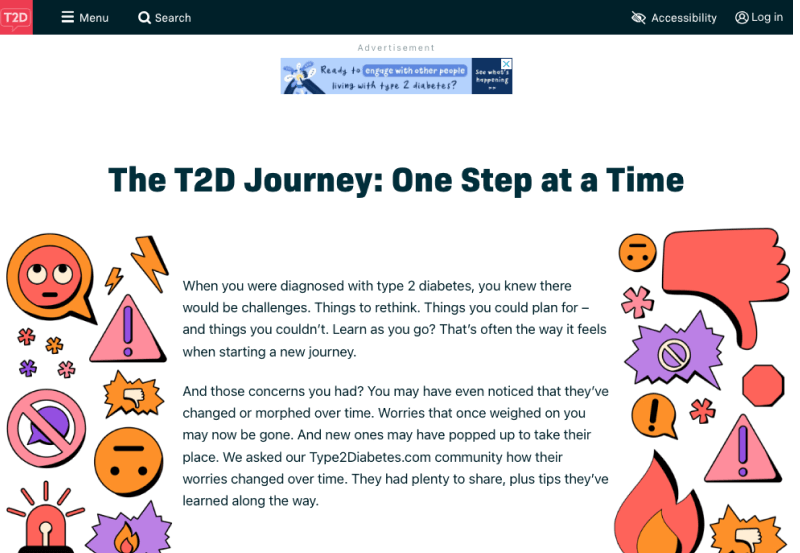 T2D
Menu
Search
Accessibility
Log in
Advertisement
Ready to engage with other people
living with type 2 diabetes?
See what's
happening
The T2D Journey: One Step at a Time
When you were diagnosed with type 2 diabetes, you knew there
would be challenges. Things to rethink. Things you could plan for –
and things you couldn't. Learn as you go? That's often the way it feels
when starting a new journey.
And those concerns you had? You may have even noticed that they've
changed or morphed over time. Worries that once weighed on you
may now be gone. And new ones may have popped up to take their
place. We asked our Type2Diabetes.com community how their
worries changed over time. They had plenty to share, plus tips they've
learned along the way.